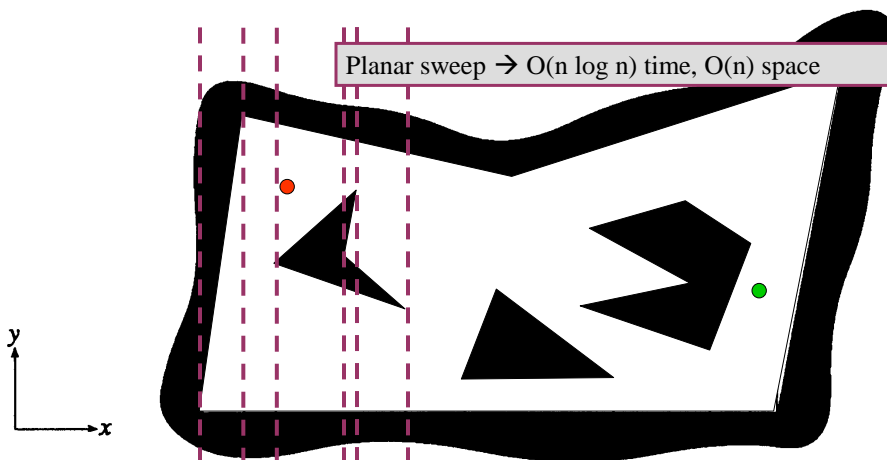 Planar sweep → O(n log n) time, O(n) space
y
x